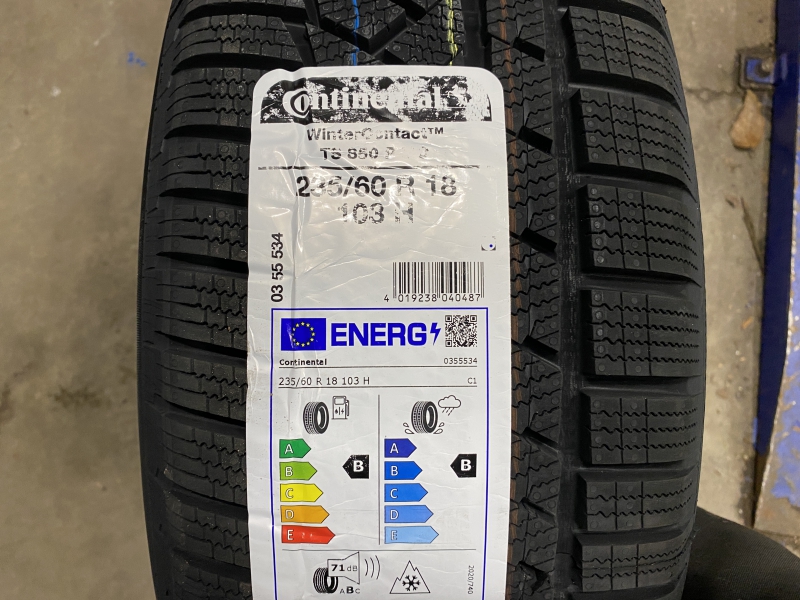 Continental
WinterContact™
TS 850 P
235/60 R 18
103 H
03 55 534
4 019238 040487
ENERG
Continental 0355534
235/60 R 18 103 H C1
A A
B B B B
C C
D D
E E
71 dB
ABC
2020/740